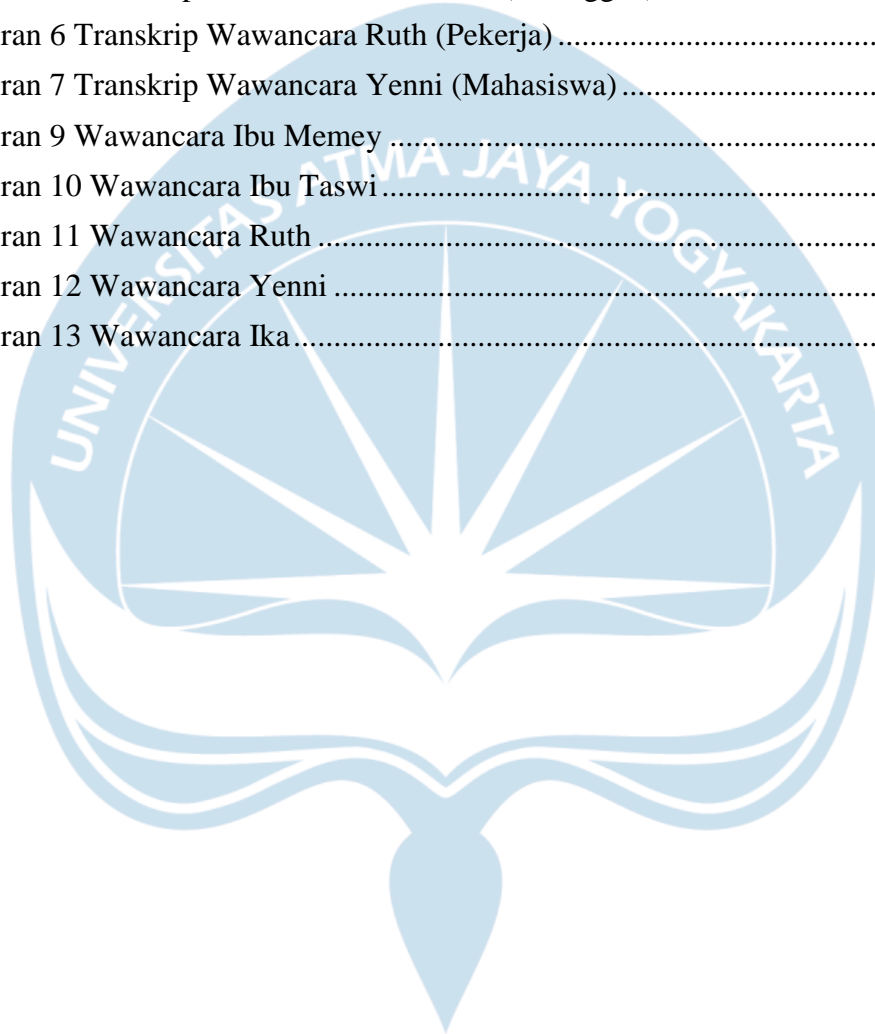 ran 6 Transkrip Wawancara Ruth (Pekerja)...............................................
ran 7 Transkrip Wawancara Yenni (Mahasiswa)...............................................
ran 9 Wawancara Ibu Memey ...............................................
ran 10 Wawancara Ibu Taswi...............................................
ran 11 Wawancara Ruth ...............................................
ran 12 Wawancara Yenni ...............................................
ran 13 Wawancara Ika...............................................
UNIVERSITAS ATMA JAYA YOGYAKARTA